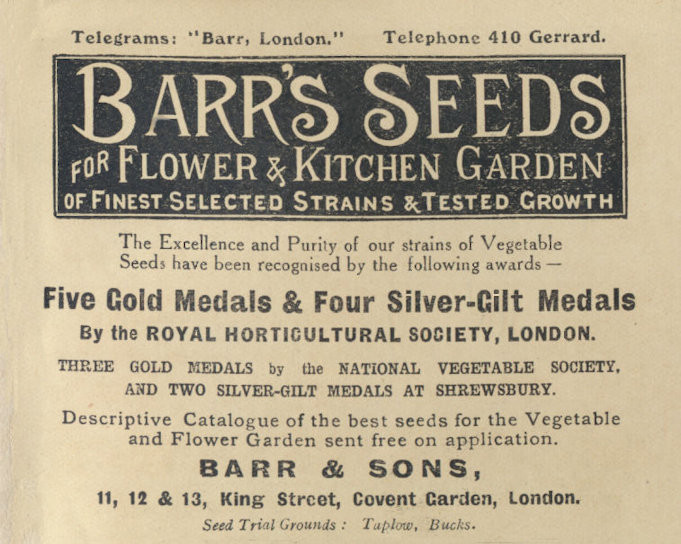 Telegrams: "Barr, London." Telephone 410 Gerrard.
BARR'S SEEDS
FOR FLOWER & KITCHEN GARDEN
OF FINEST SELECTED STRAINS & TESTED GROWTH
The Excellence and Purity of our strains of Vegetable
Seeds have been recognised by the following awards —
Five Gold Medals & Four Silver-Gilt Medals
By the ROYAL HORTICULTURAL SOCIETY, LONDON.
THREE GOLD MEDALS by the NATIONAL VEGETABLE SOCIETY,
AND TWO SILVER-GILT MEDALS AT SHREWSBURY.
Descriptive Catalogue of the best seeds for the Vegetable
and Flower Garden sent free on application.
BARR & SONS,
11, 12 & 13, King Street, Covent Garden, London.
Seed Trial Grounds: Taplow, Bucks.